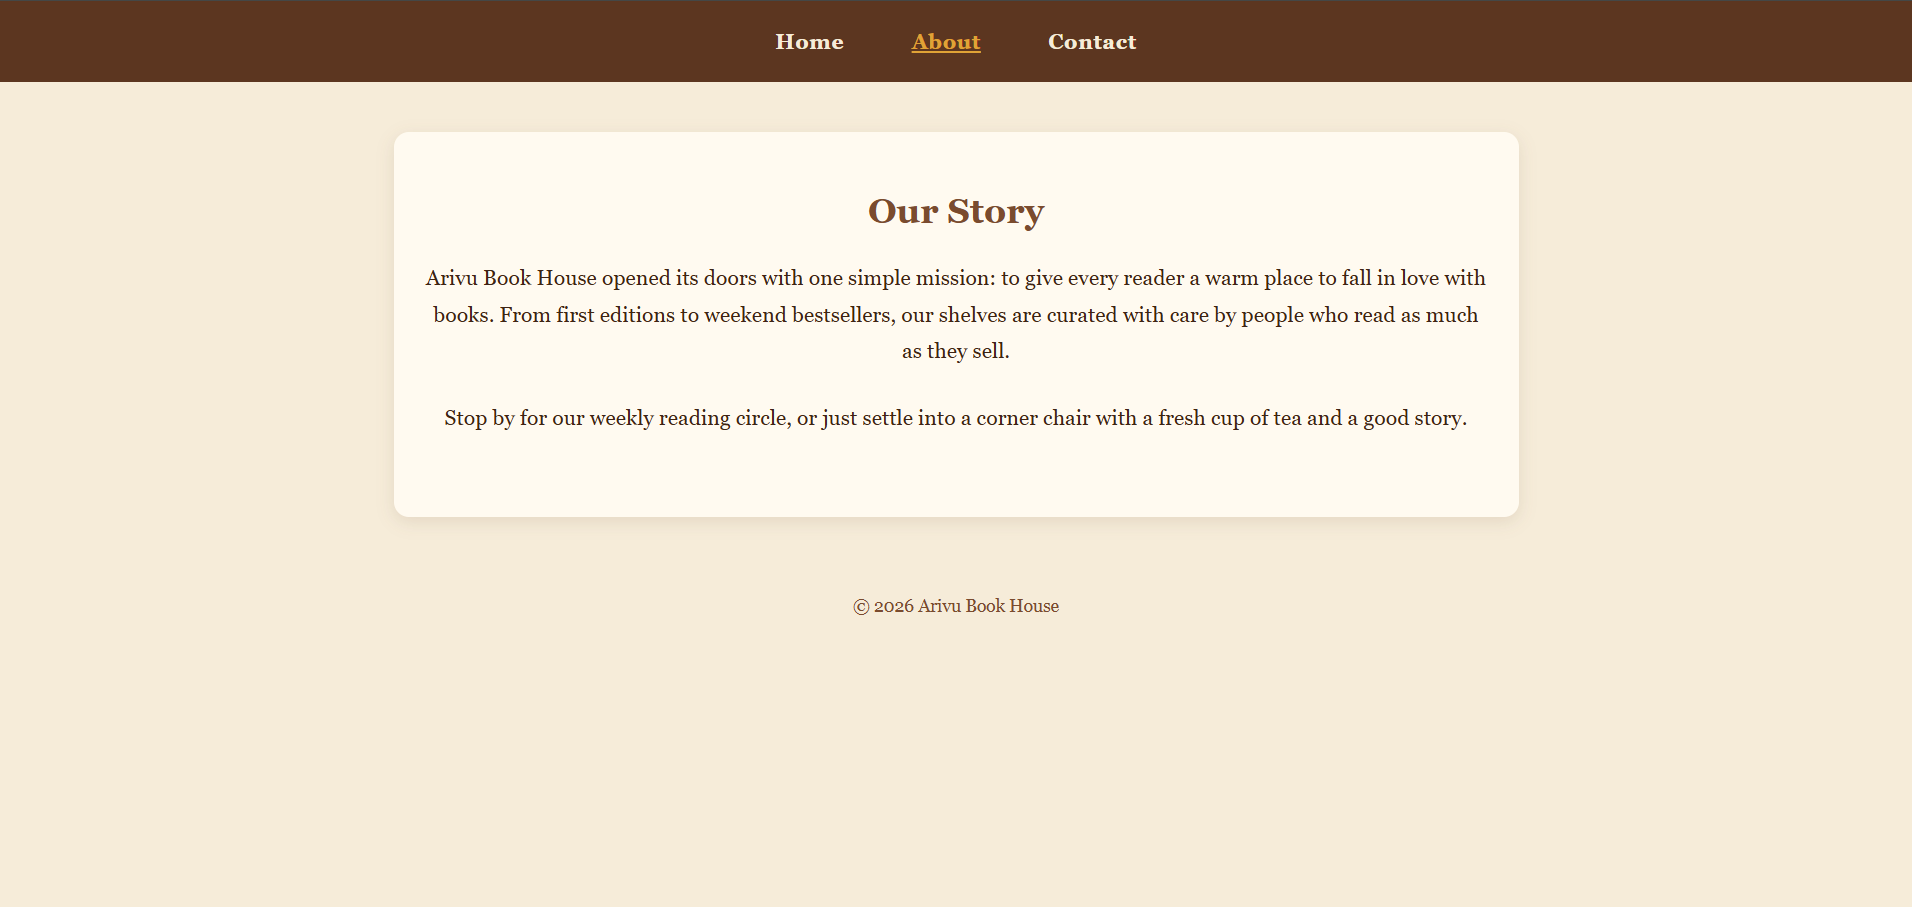 Home About Contact
Our Story
Arivu Book House opened its doors with one simple mission: to give every reader a warm place to fall in love with
books. From first editions to weekend bestsellers, our shelves are curated with care by people who read as much
as they sell.
Stop by for our weekly reading circle, or just settle into a corner chair with a fresh cup of tea and a good story.
© 2026 Arivu Book House